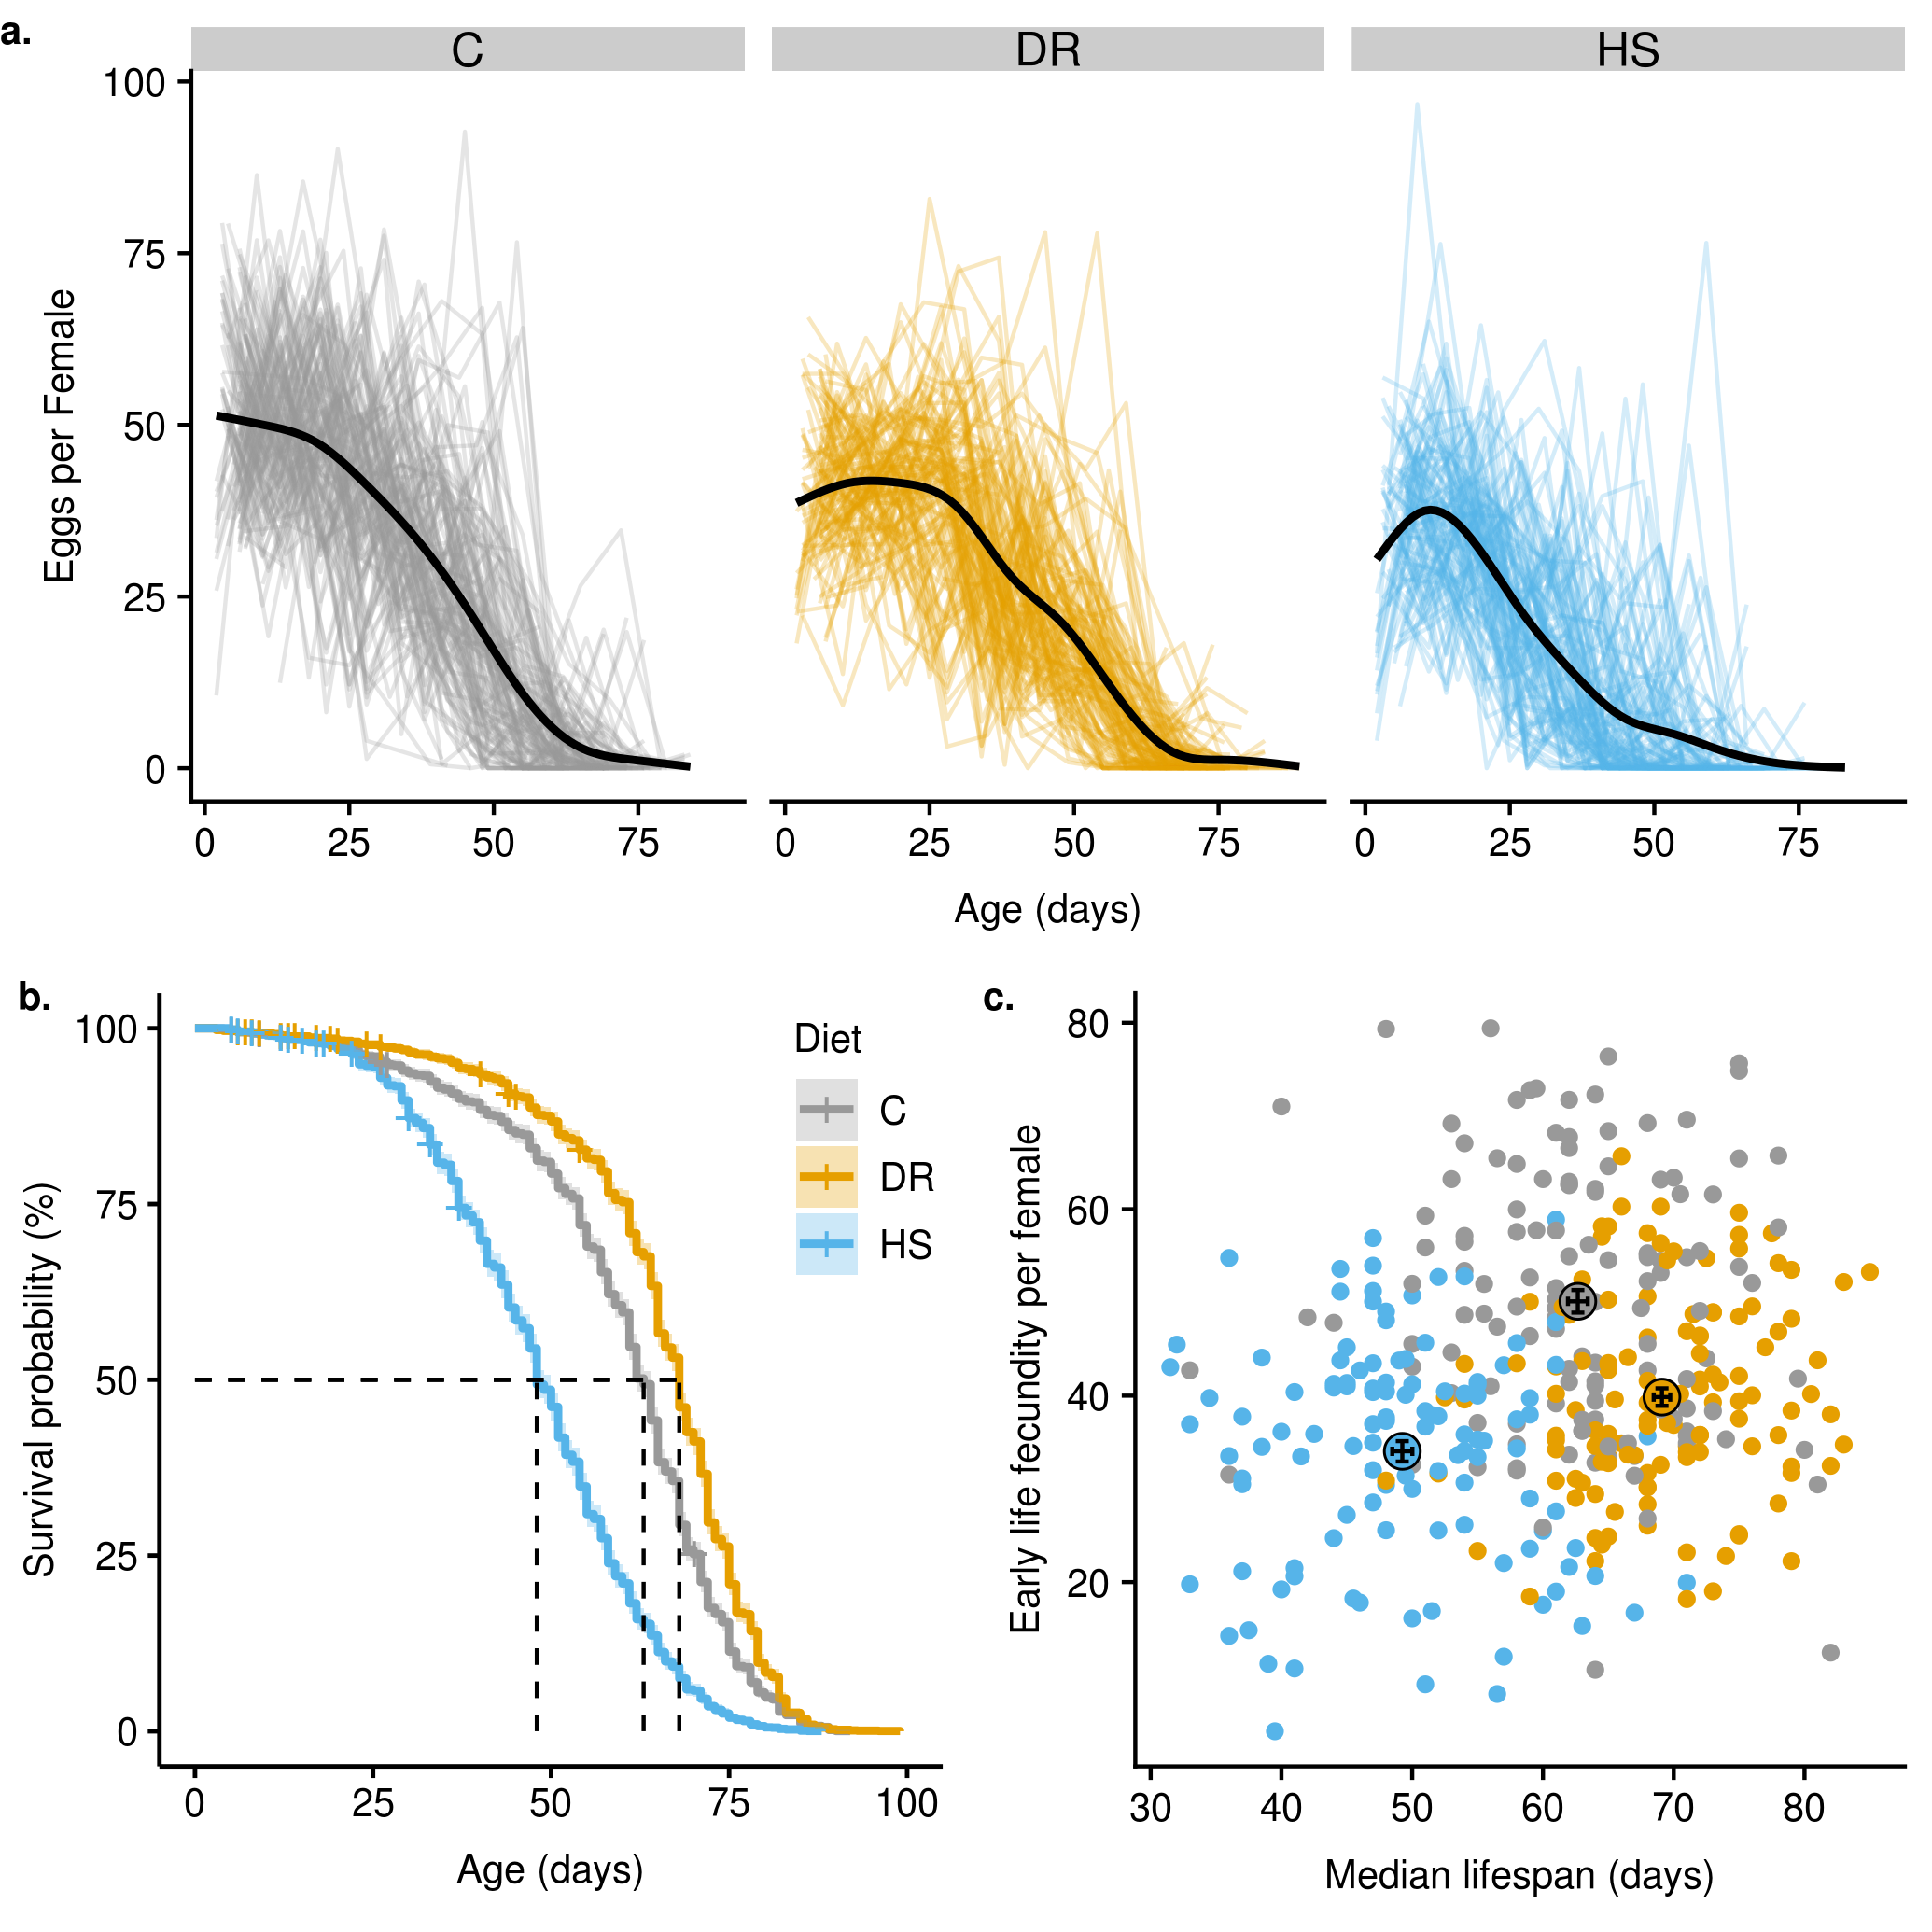 a.
C DR HS
100
75
50
25
0
Eggs per Female
0 25 50 75 0 25 50 75 0 25 50 75
Age (days)
b.
100
75
50
25
0
Survival probability (%)
0 25 50 75 100
Age (days)
Diet
C
DR
HS
c.
80
60
40
20
Early life fecundity per female
30 40 50 60 70 80
Median lifespan (days)